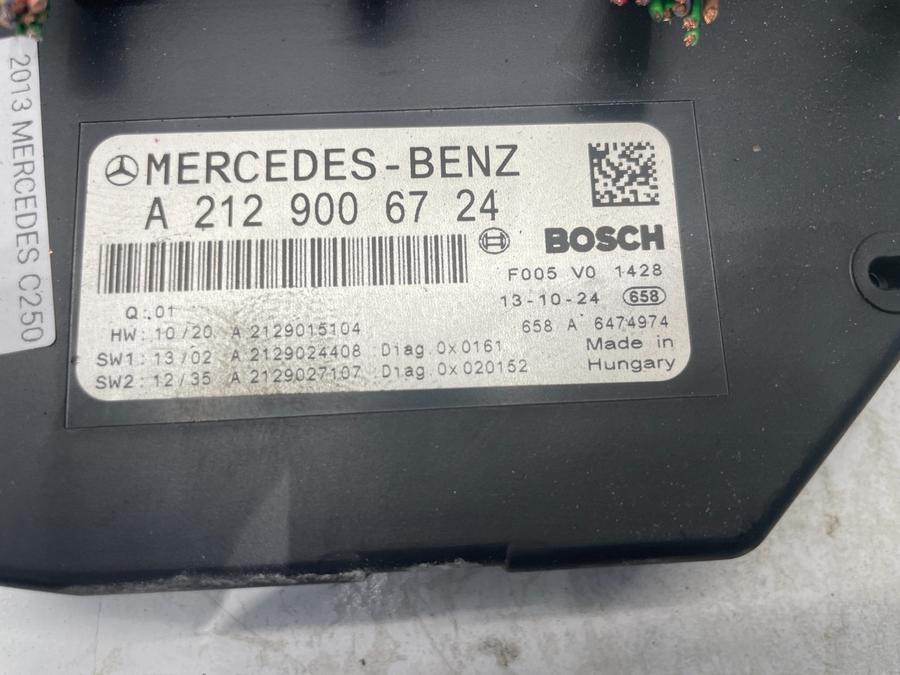 2013 MERCEDES C250
MERCEDES-BENZ
A 212 900 67 24
BOSCH
F005 V0 1428
13-10-24 658
658 A 6474974
Made in
Hungary
Q:.01
HW: 10/20 A 2129015104
SW1: 13/02 A 2129024408 Diag.0x0161
SW2: 12/35 A 2129027107 Diag.0x020152